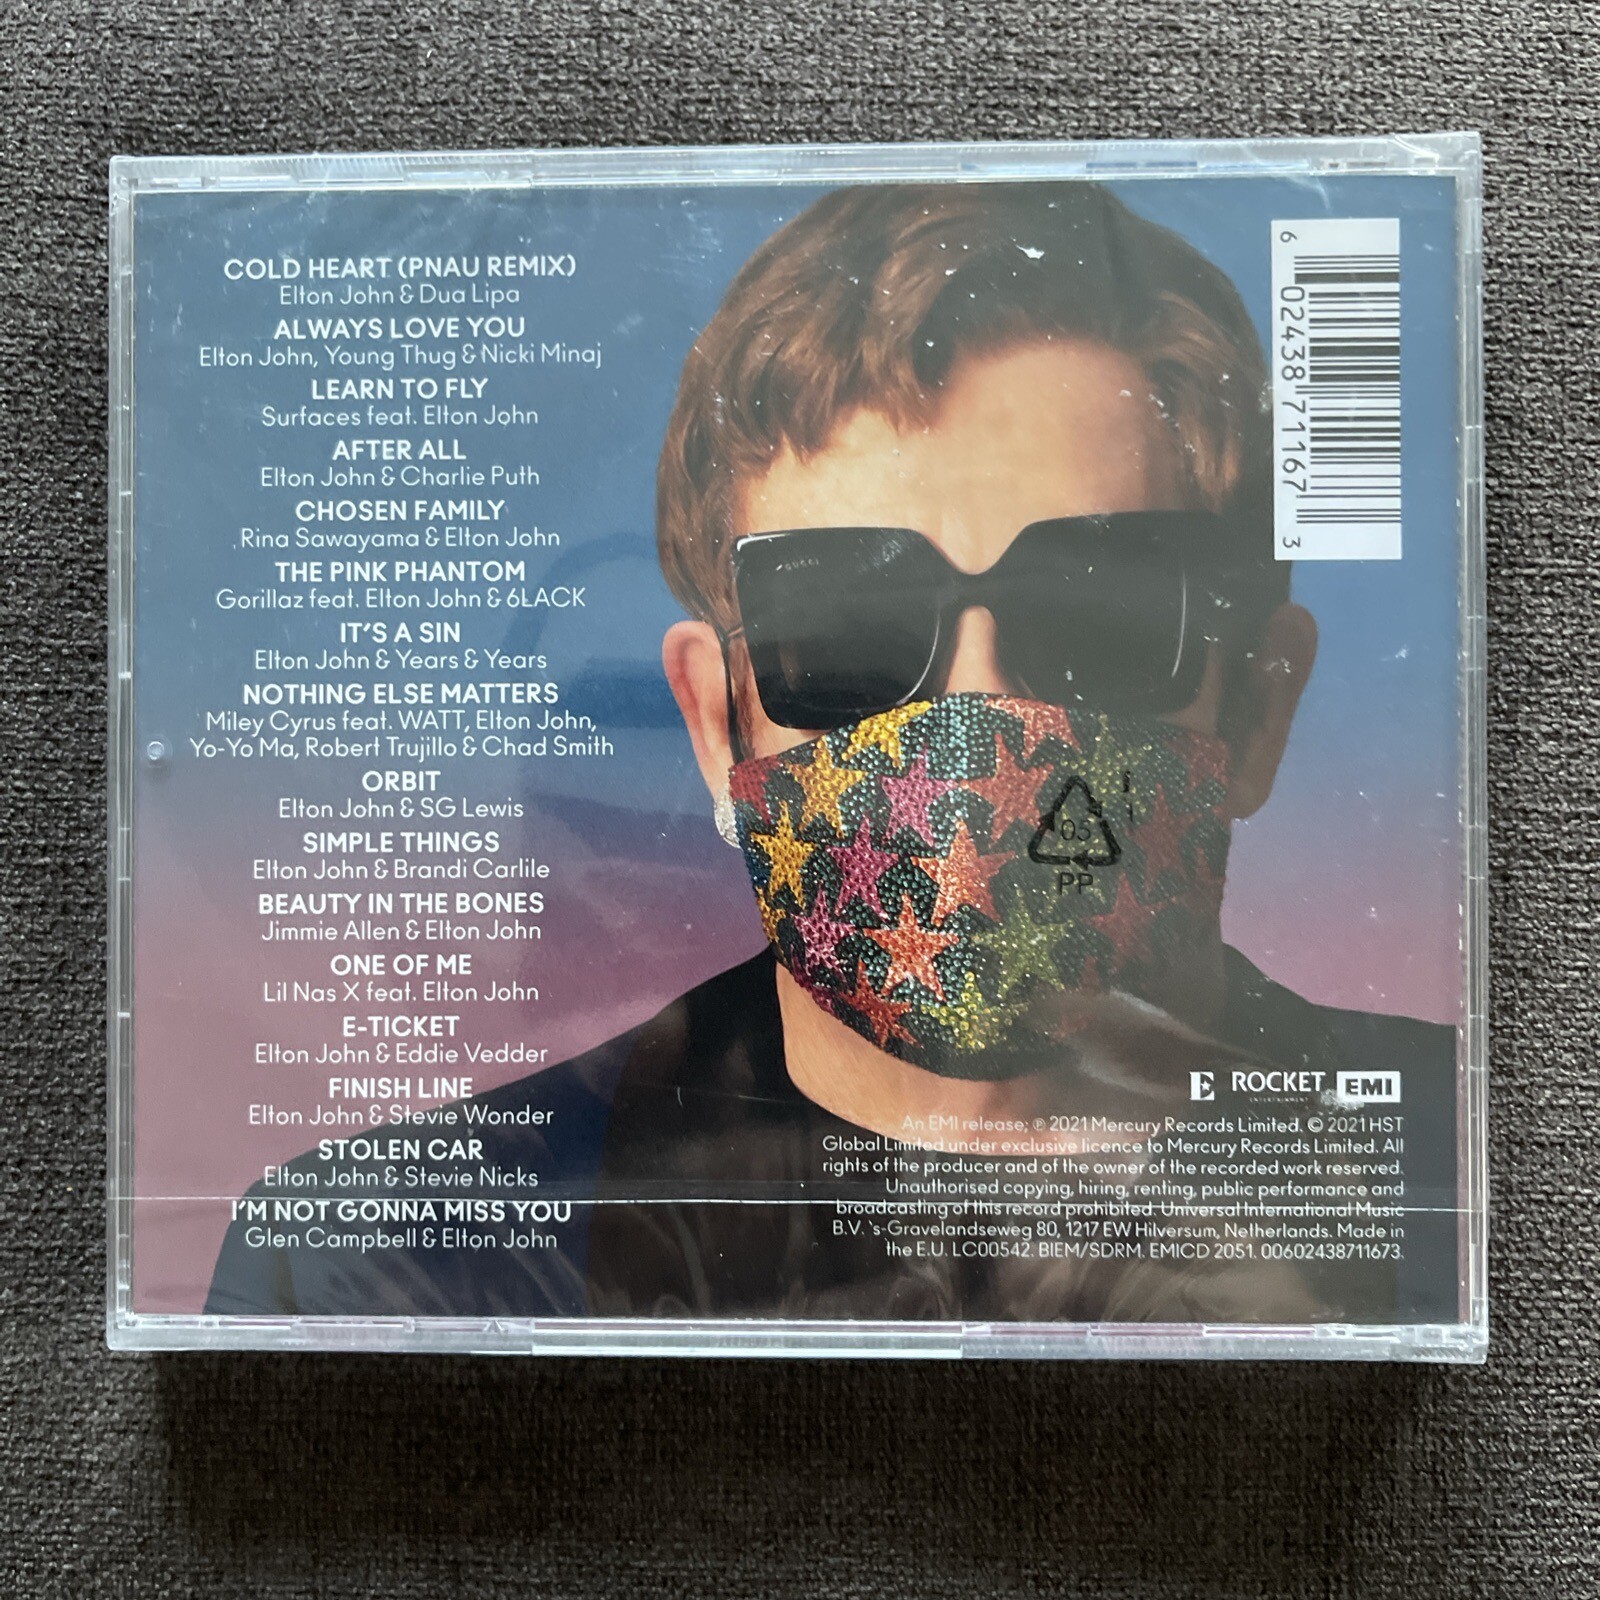 COLD HEART (PNAU REMIX)
Elton John & Dua Lipa
ALWAYS LOVE YOU
Elton John, Young Thug & Nicki Minaj
LEARN TO FLY
Surfaces feat. Elton John
AFTER ALL
Elton John & Charlie Puth
CHOSEN FAMILY
Rina Sawayama & Elton John
THE PINK PHANTOM
Gorillaz feat. Elton John & 6LACK
IT'S A SIN
Elton John & Years & Years
NOTHING ELSE MATTERS
Miley Cyrus feat. WATT, Elton John,
Yo-Yo Ma, Robert Trujillo & Chad Smith
ORBIT
Elton John & SG Lewis
SIMPLE THINGS
Elton John & Brandi Carlile
BEAUTY IN THE BONES
Jimmie Allen & Elton John
ONE OF ME
Lil Nas X feat. Elton John
E-TICKET
Elton John & Eddie Vedder
FINISH LINE
Elton John & Stevie Wonder
STOLEN CAR
Elton John & Stevie Nicks
I'M NOT GONNA MISS YOU
Glen Campbell & Elton John
6 02438 71167 3
GUCCI
05
PP
E ROCKET EMI
ENTERTAINMENT
An EMI release; ℗ 2021 Mercury Records Limited. © 2021 HST
Global Limited under exclusive licence to Mercury Records Limited. All
rights of the producer and of the owner of the recorded work reserved.
Unauthorised copying, hiring, renting, public performance and
broadcasting of this record prohibited. Universal International Music
B.V. 's-Gravelandseweg 80, 1217 EW Hilversum, Netherlands. Made in
the E.U. LC00542. BIEM/SDRM. EMICD 2051. 00602438711673.